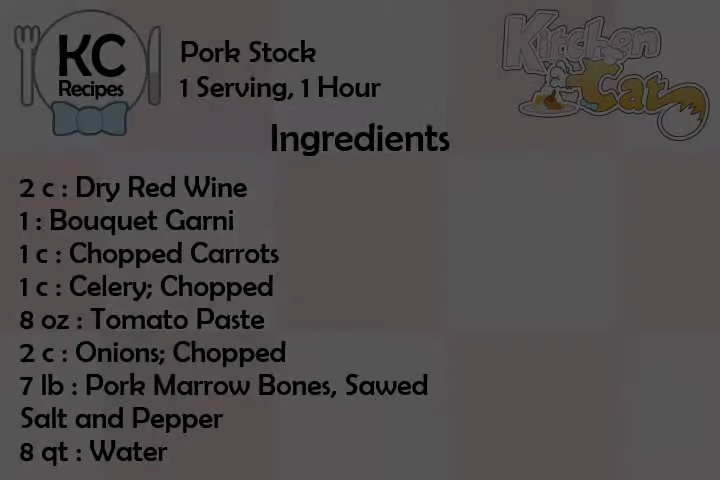 KC
Recipes
Pork Stock
1 Serving, 1 Hour
Kitchen
Cat
Ingredients
2 c : Dry Red Wine
1 : Bouquet Garni
1 c : Chopped Carrots
1 c : Celery; Chopped
8 oz : Tomato Paste
2 c : Onions; Chopped
7 lb : Pork Marrow Bones, Sawed
Salt and Pepper
8 qt : Water